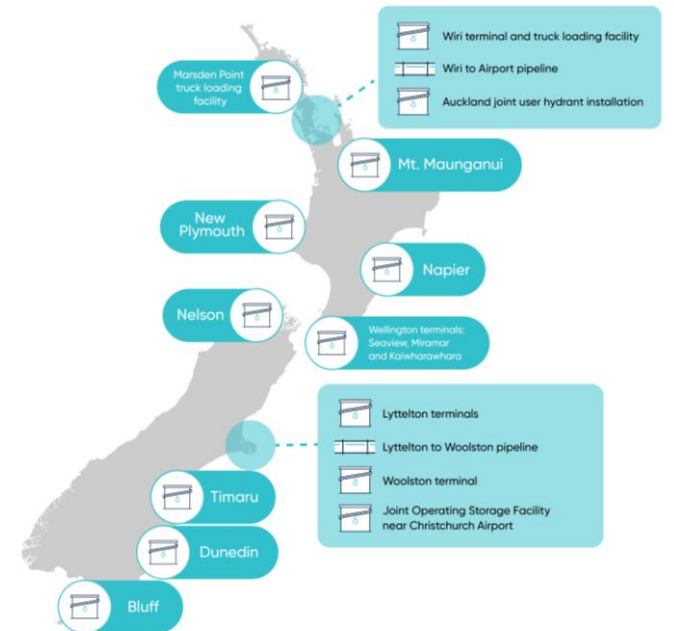 Wiri terminal and truck loading facility
Wiri to Airport pipeline
Auckland joint user hydrant installation
Marsden Point
truck loading
facility
Mt. Maunganui
New
Plymouth
Napier
Nelson
Wellington terminals:
Seaview, Miramar
and Kaiwharawhara
Lyttelton terminals
Lyttelton to Woolston pipeline
Woolston terminal
Joint Operating Storage Facility
near Christchurch Airport
Timaru
Dunedin
Bluff